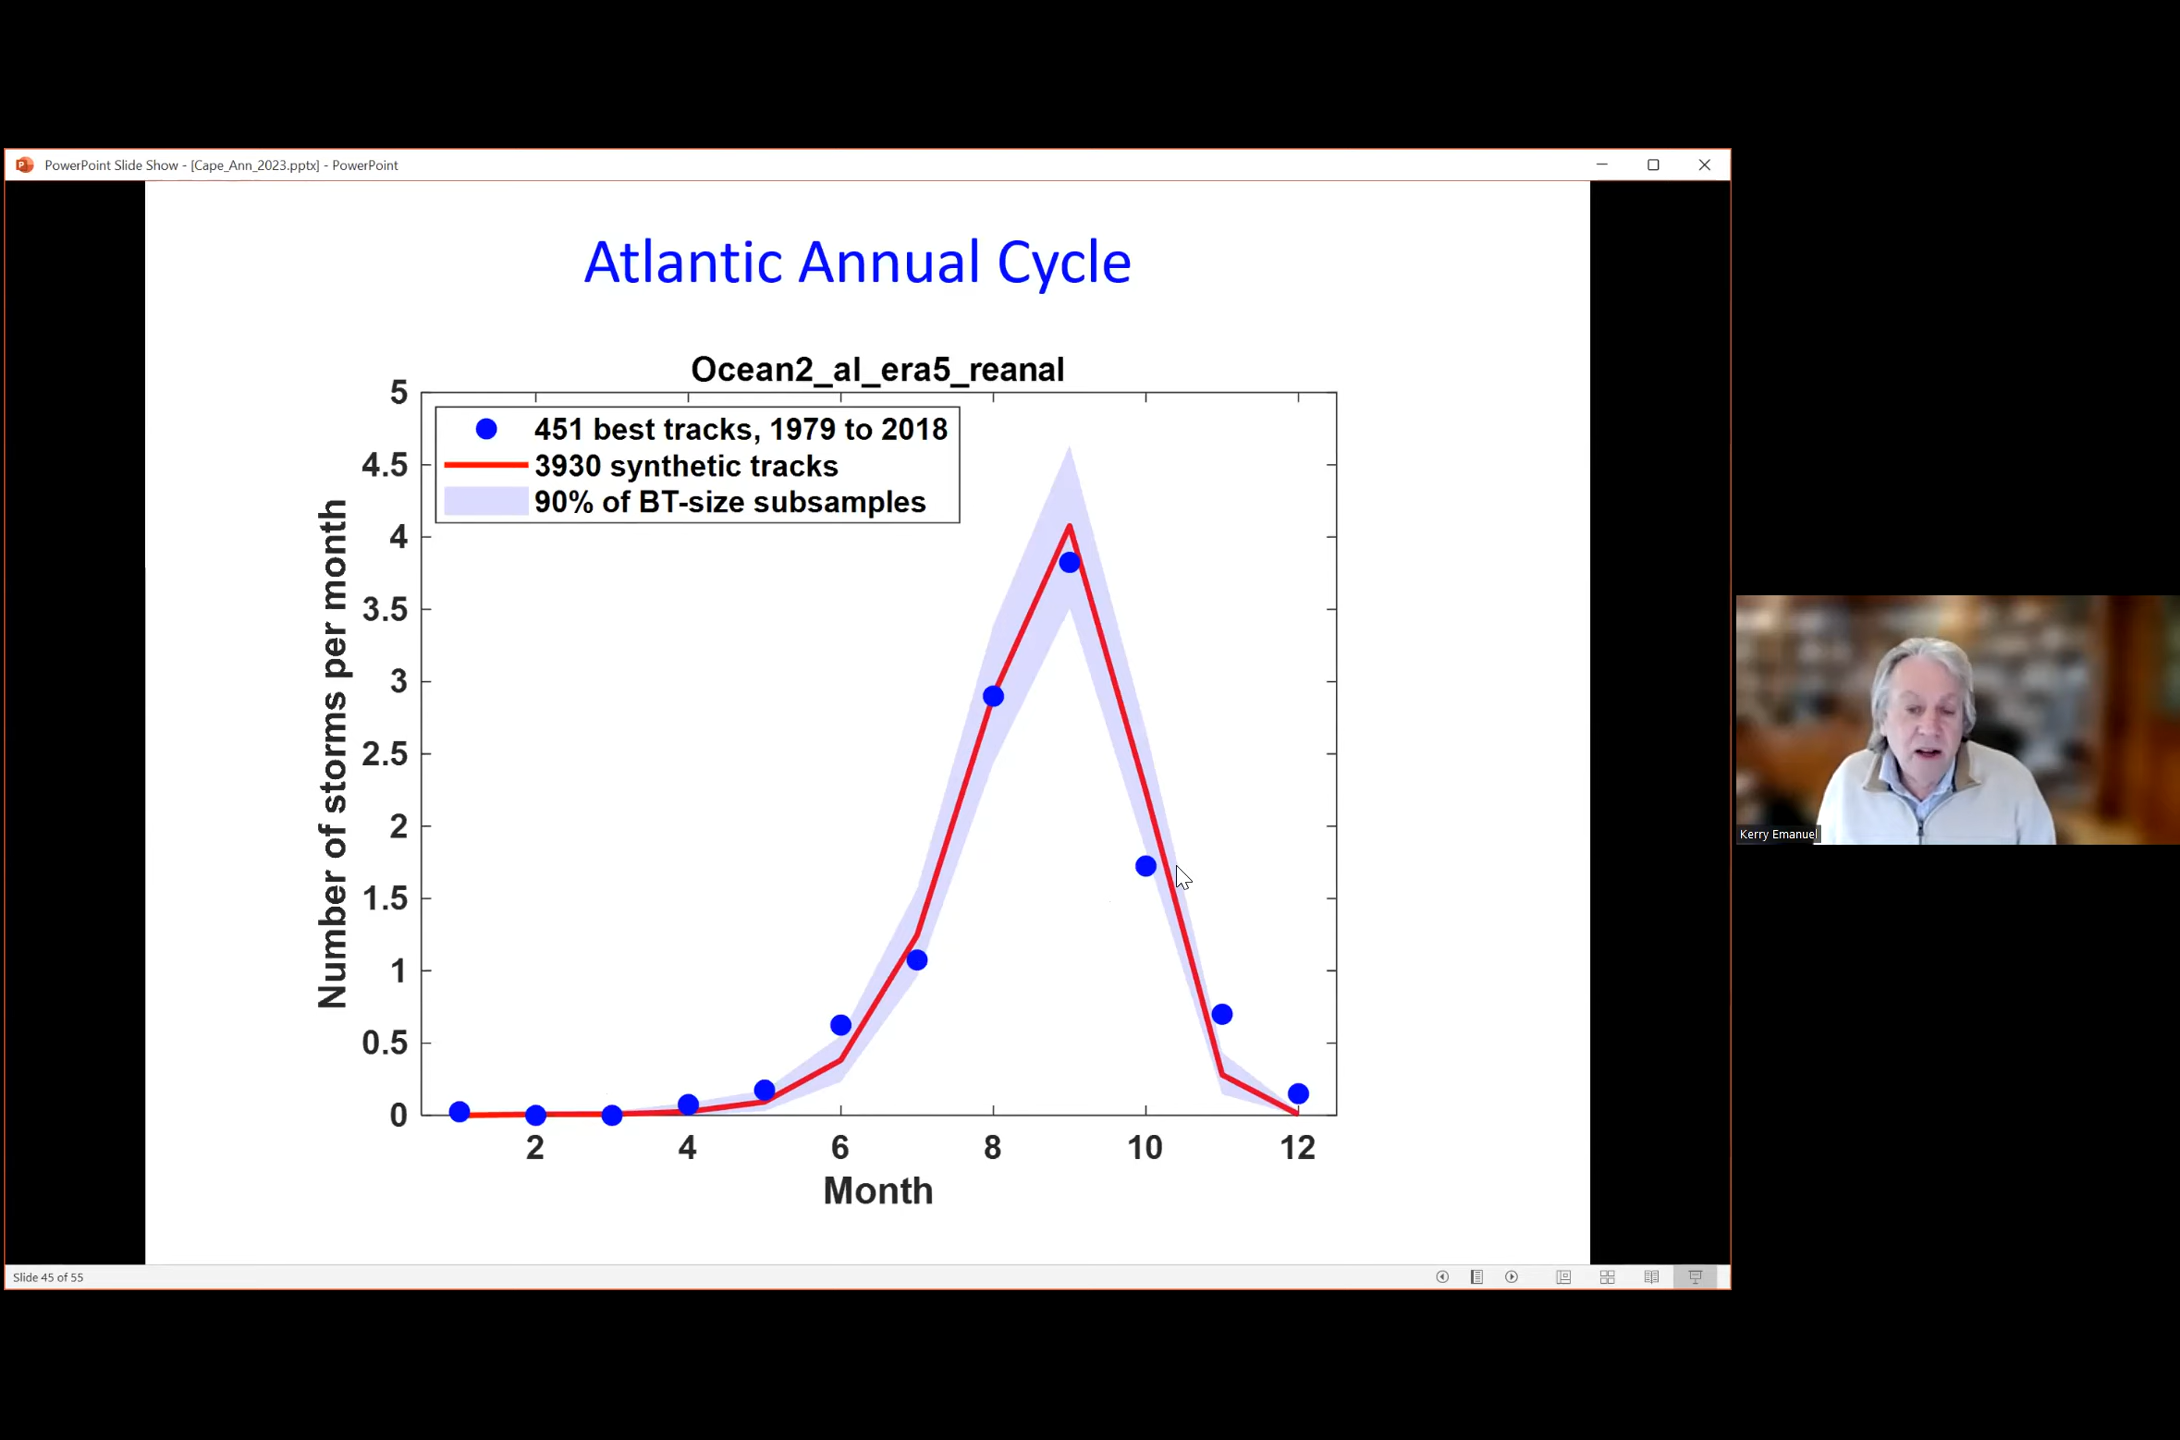 PowerPoint Slide Show - [Cape_Ann_2023.pptx] - PowerPoint
Atlantic Annual Cycle
Ocean2_al_era5_reanal
451 best tracks, 1979 to 2018
3930 synthetic tracks
90% of BT-size subsamples
Number of storms per month
5
4.5
4
3.5
3
2.5
2
1.5
1
0.5
0
2 4 6 8 10 12
Month
Kerry Emanuel
Slide 45 of 55